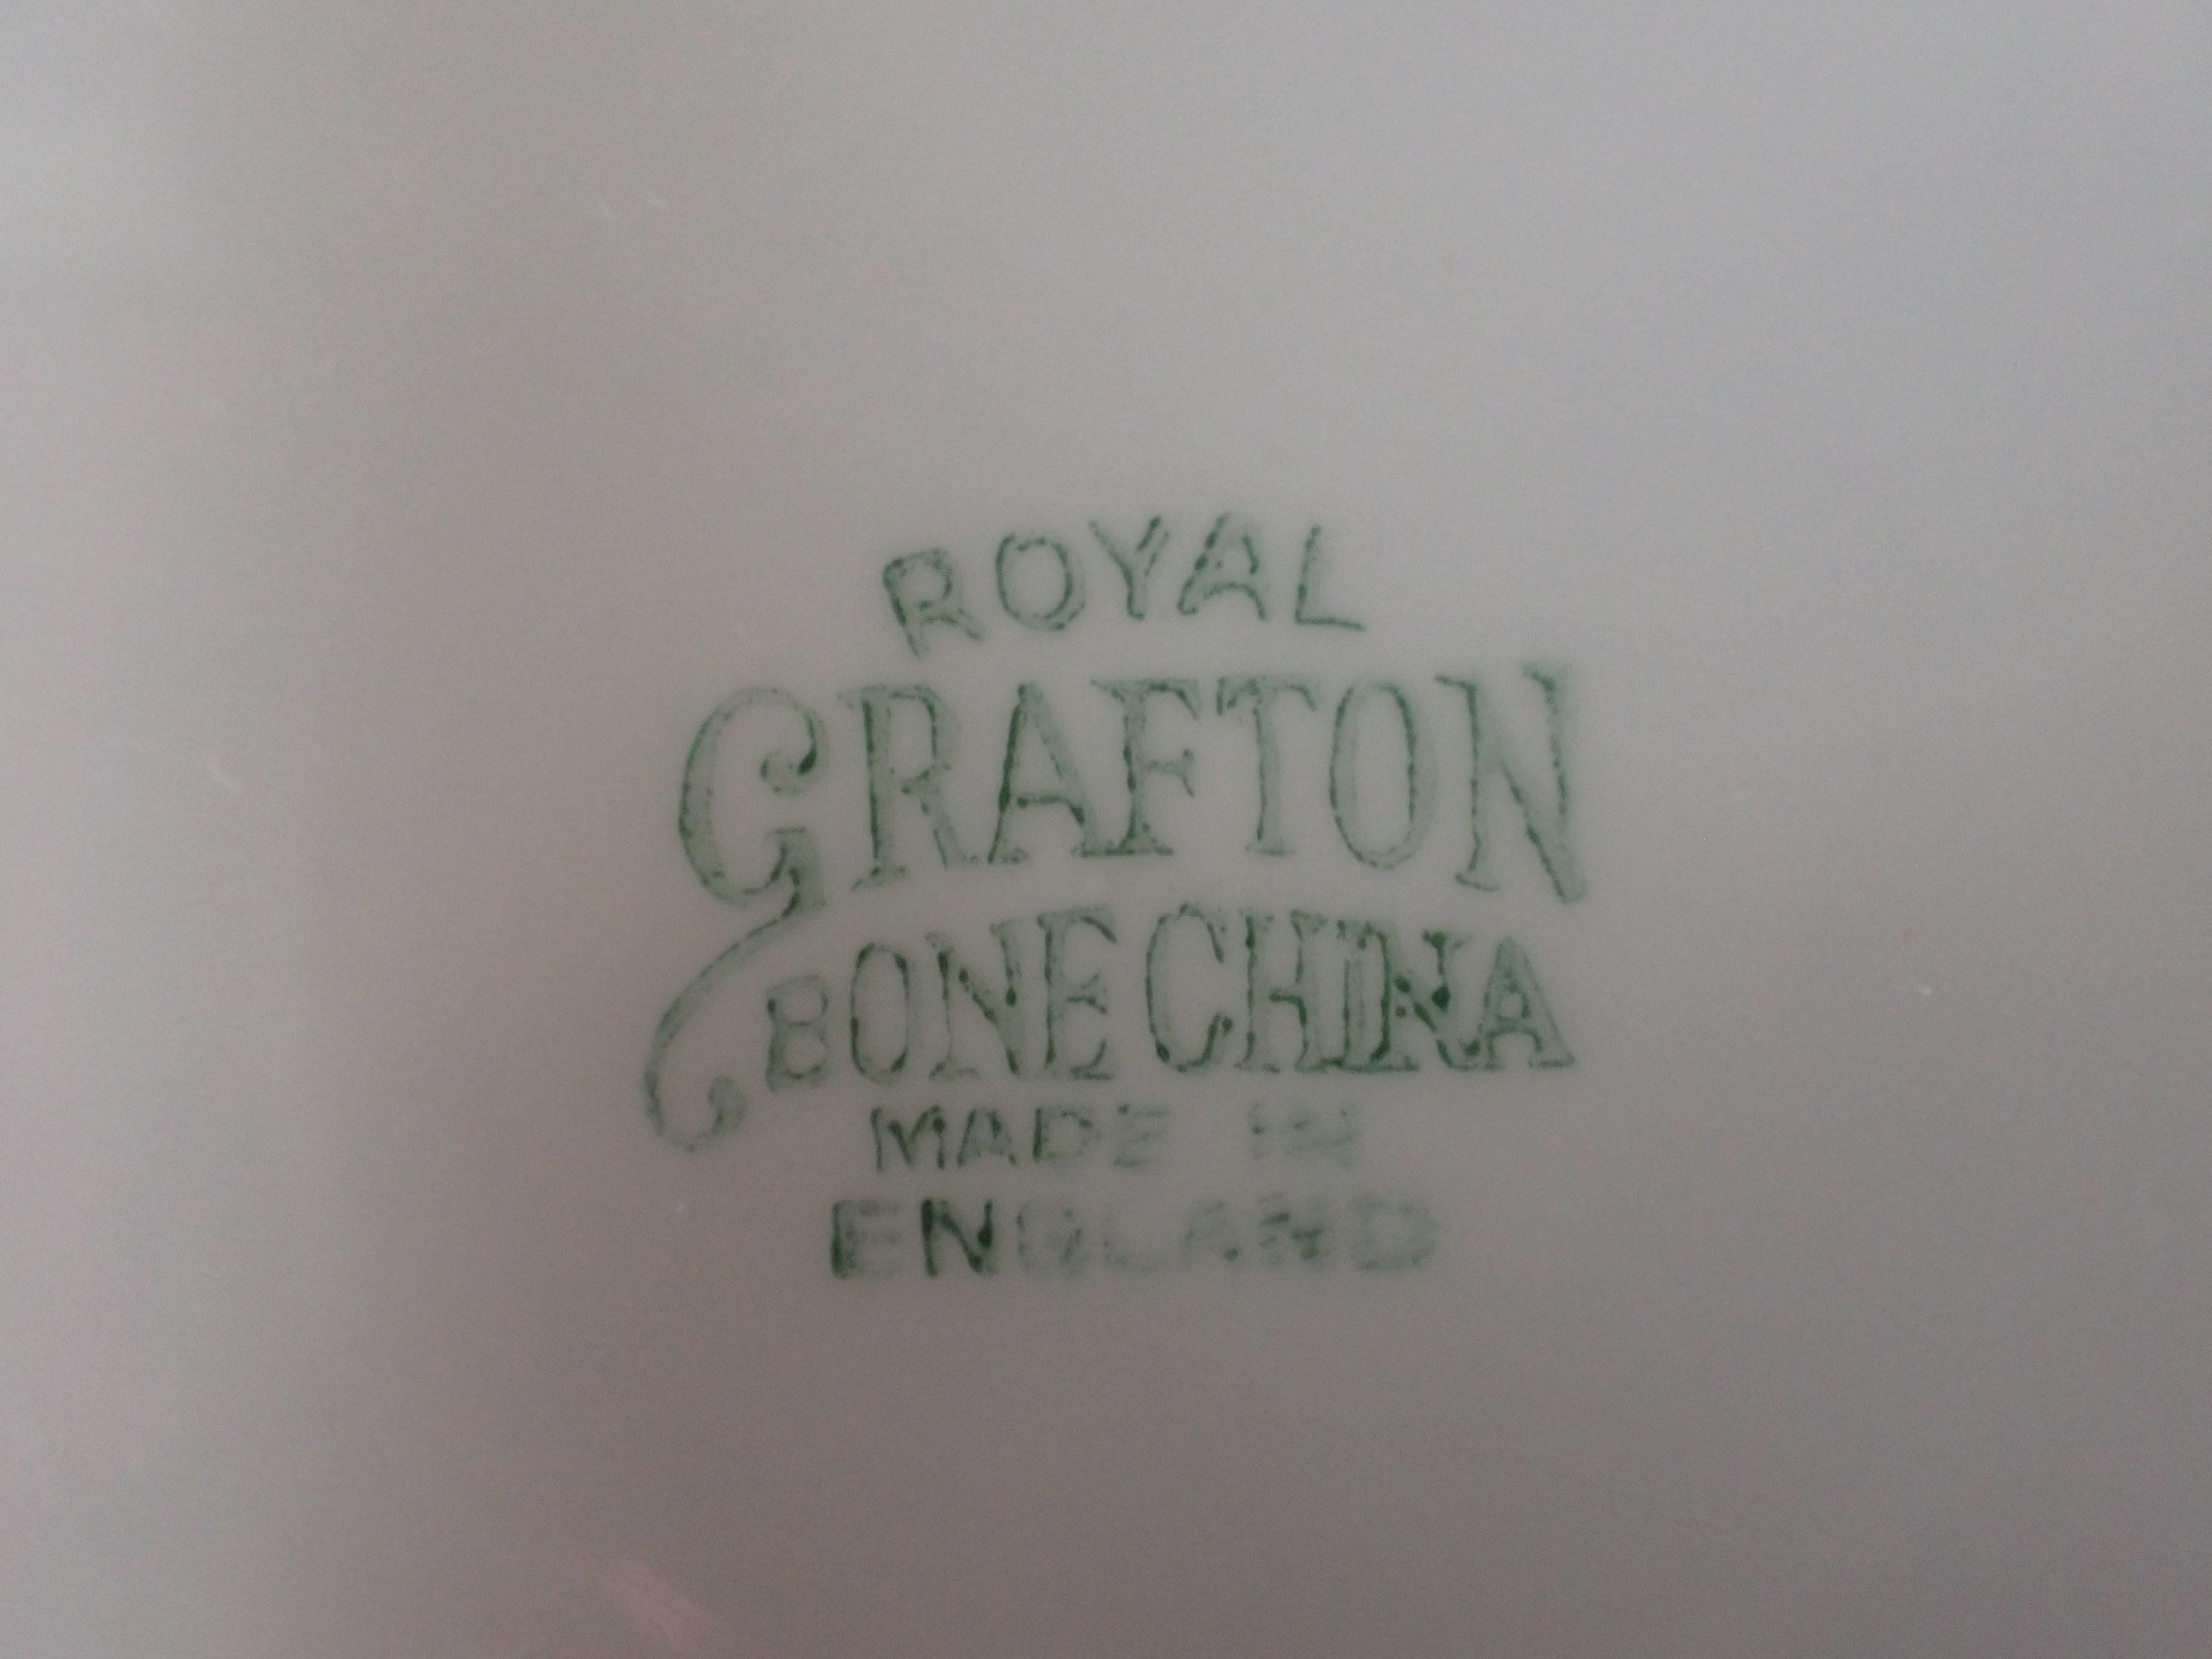 ROYAL
GRAFTON
BONE CHINA
MADE IN
ENGLAND